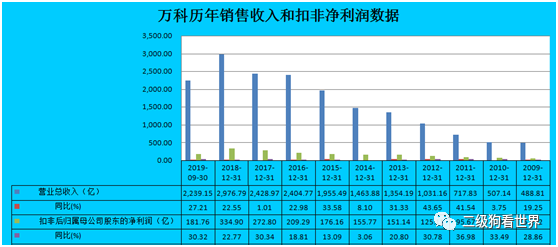 万科历年销售收入和扣非净利润数据
3,500.00
3,000.00
2,500.00
2,000.00
1,500.00
1,000.00
500.00
0.00
2019-09-30 2018-12-31 2017-12-31 2016-12-31 2015-12-31 2014-12-31 2013-12-31 2012-12-31 2011-12-31 2010-12-31 2009-12-31
营业总收入（亿） 2,239.15 2,976.79 2,428.97 2,404.77 1,955.49 1,463.88 1,354.19 1,031.16 717.83 507.14 488.81
同比(%) 27.21 22.55 1.01 22.98 33.58 8.10 31.33 43.65 41.54 3.75 19.25
扣非后归属母公司股东的净利润（亿） 181.76 334.90 272.80 209.29 176.16 155.77 151.14
同比(%) 30.32 22.77 30.34 18.81 13.09 3.06 20.80 30.78 36.98 33.49 28.86
二级狗看世界